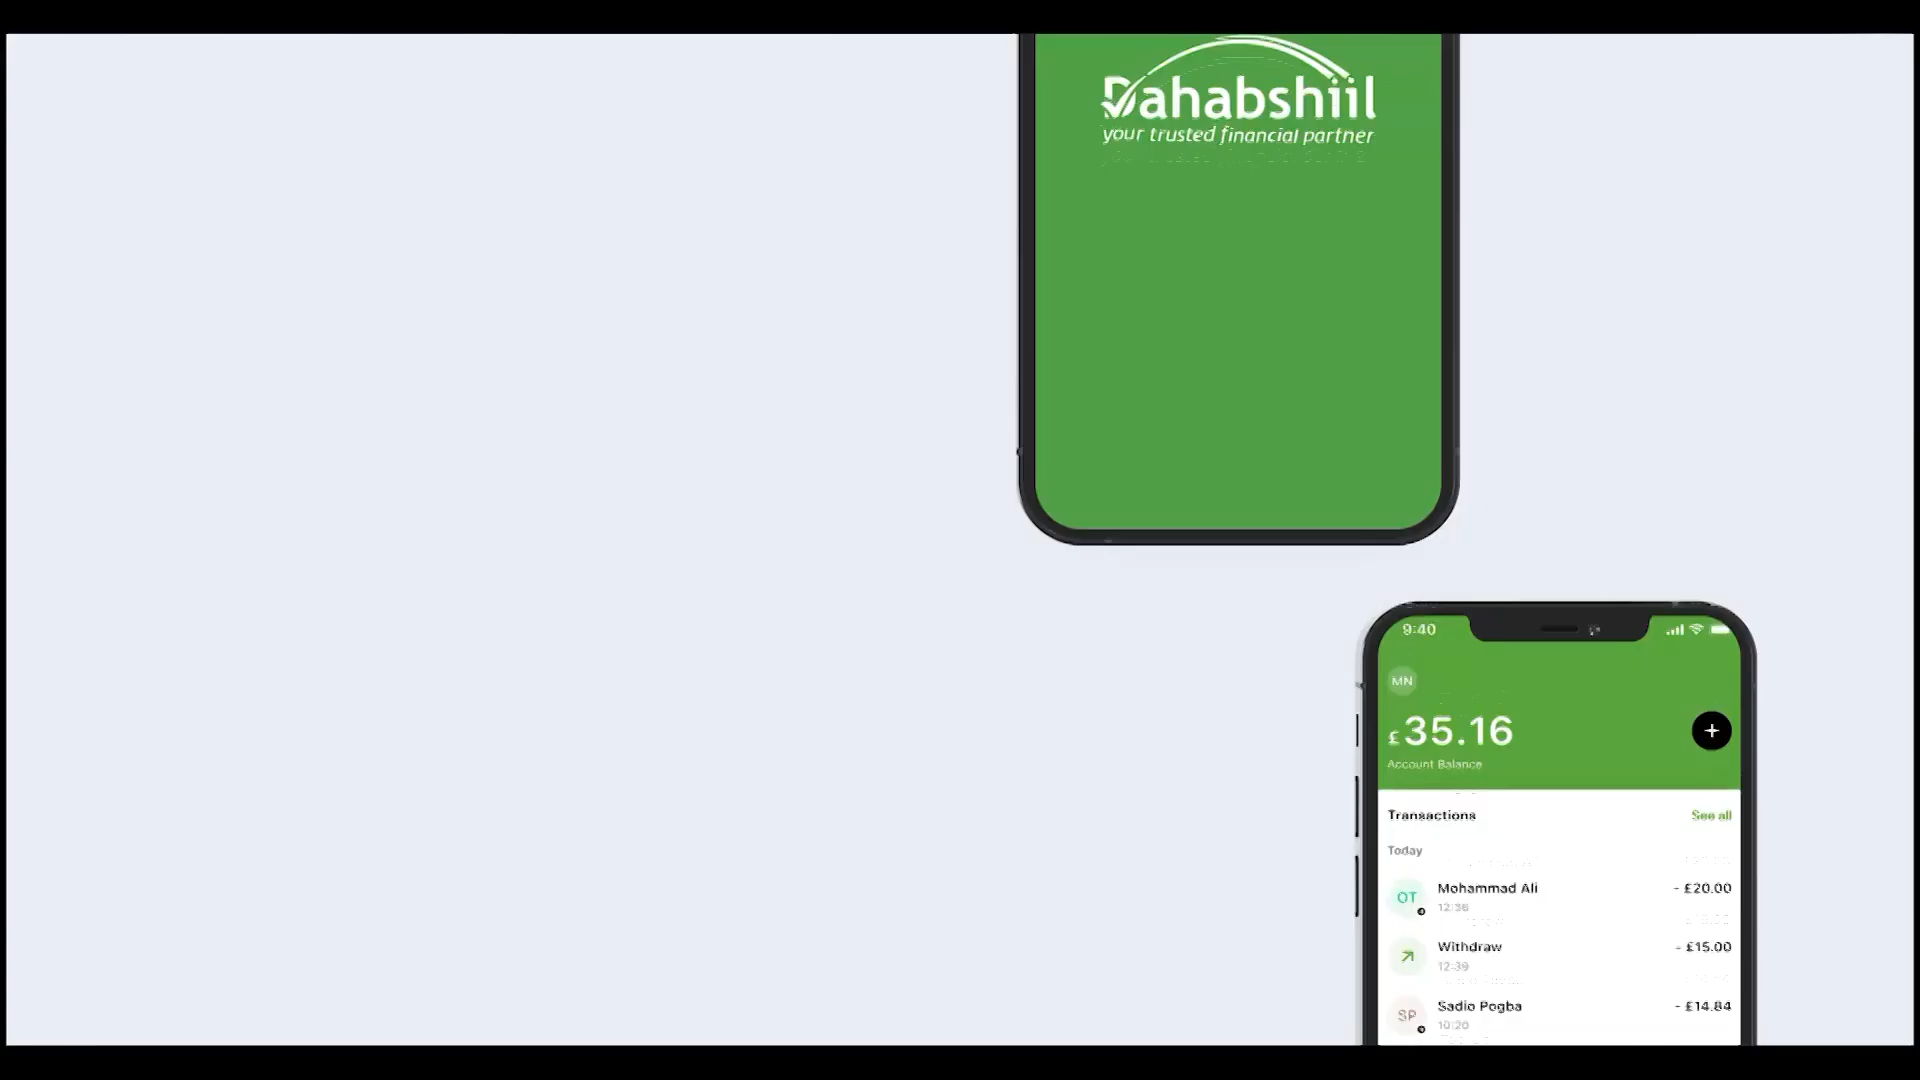 Dahabshiil
your trusted financial partner
9:40
MN
£35.16
Account Balance
Transactions
See all
Today
OT
Mohammad Ali
- £20.00
12:36
Withdraw
- £15.00
12:39
SP
Sadio Pogba
- £14.84
10:20